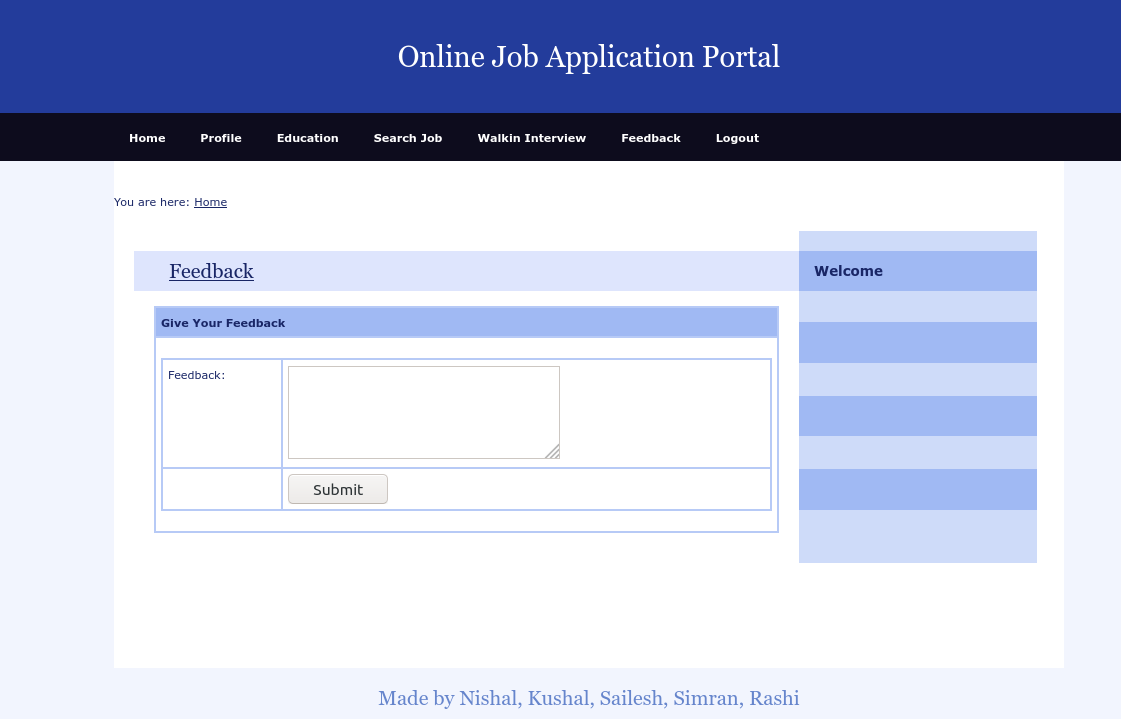 Online Job Application Portal
Home Profile Education Search Job Walkin Interview Feedback Logout
You are here: Home
Feedback
Welcome
Give Your Feedback
Feedback:
Submit
Made by Nishal, Kushal, Sailesh, Simran, Rashi